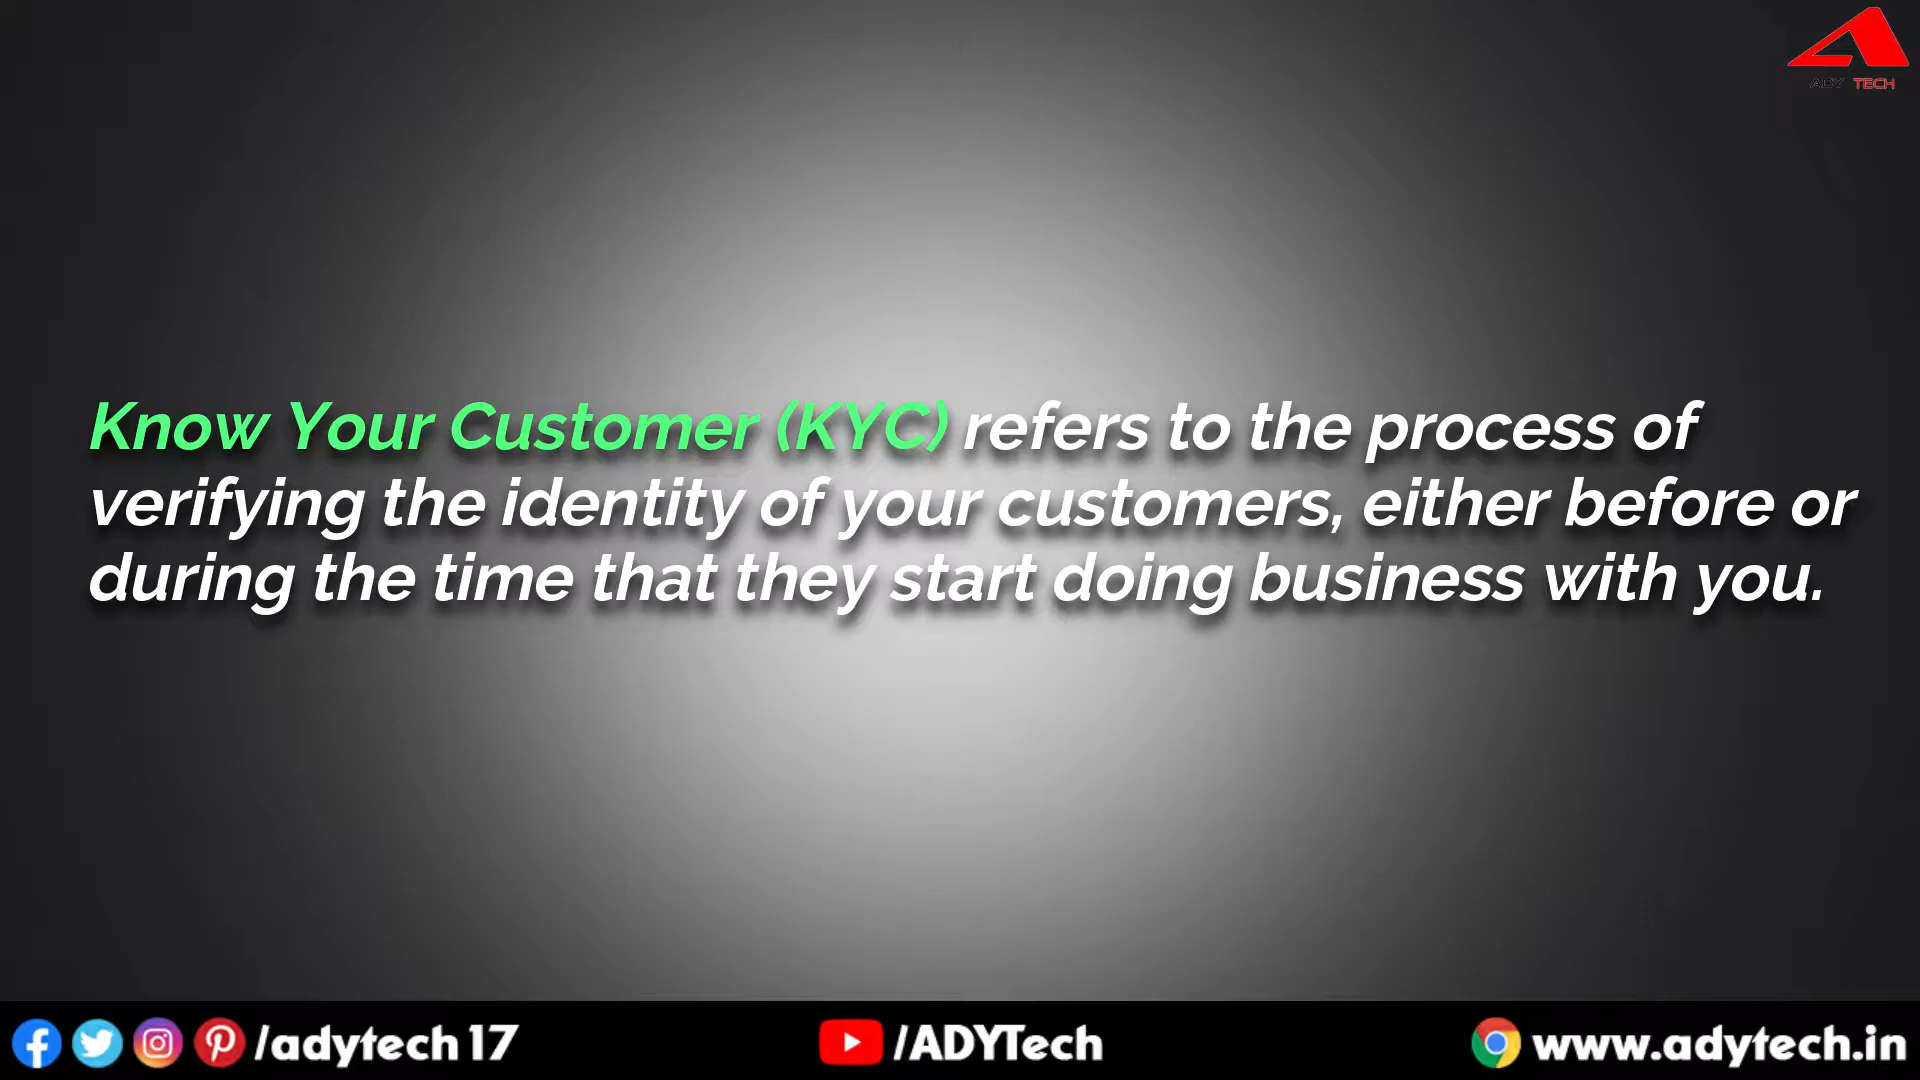 ADY TECH
Know Your Customer (KYC) refers to the process of
verifying the identity of your customers, either before or
during the time that they start doing business with you.
/adytech17
/ADYTech
www.adytech.in